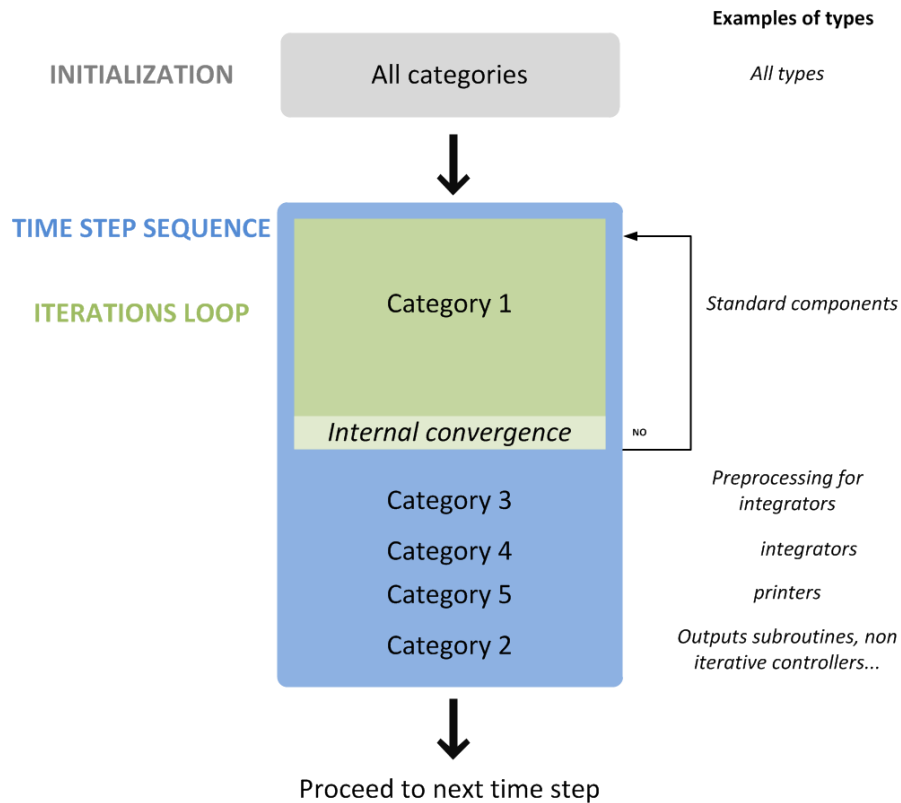 Examples of types
INITIALIZATION
All categories
All types
TIME STEP SEQUENCE
ITERATIONS LOOP
Category 1
Standard components
Internal convergence
NO
Category 3
Preprocessing for
integrators
Category 4
integrators
Category 5
printers
Category 2
Outputs subroutines, non
iterative controllers...
Proceed to next time step